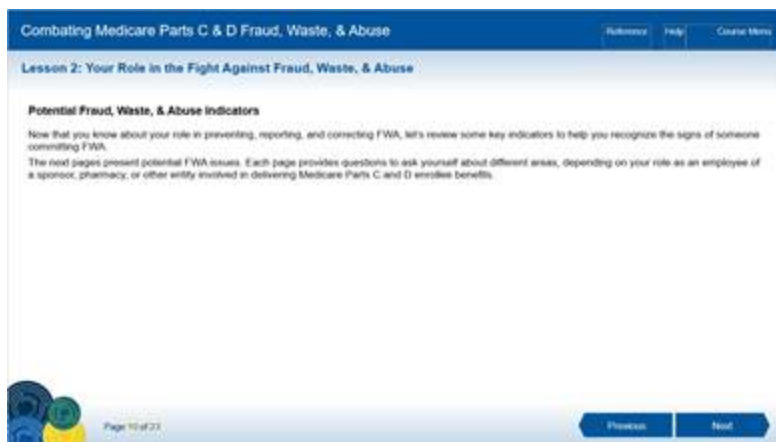 Combating Medicare Parts C & D Fraud, Waste, & Abuse
Reference Help Course Menu
Lesson 2: Your Role in the Fight Against Fraud, Waste, & Abuse
Potential Fraud, Waste, & Abuse Indicators
Now that you know about your role in preventing, reporting, and correcting FWA, let's review some key indicators to help you recognize the signs of someone
committing FWA.
The next pages present potential FWA issues. Each page provides questions to ask yourself about different areas, depending on your role as an employee of
a sponsor, pharmacy, or other entity involved in delivering Medicare Parts C and D enrollee benefits.
Page 10 of 23
Previous Next